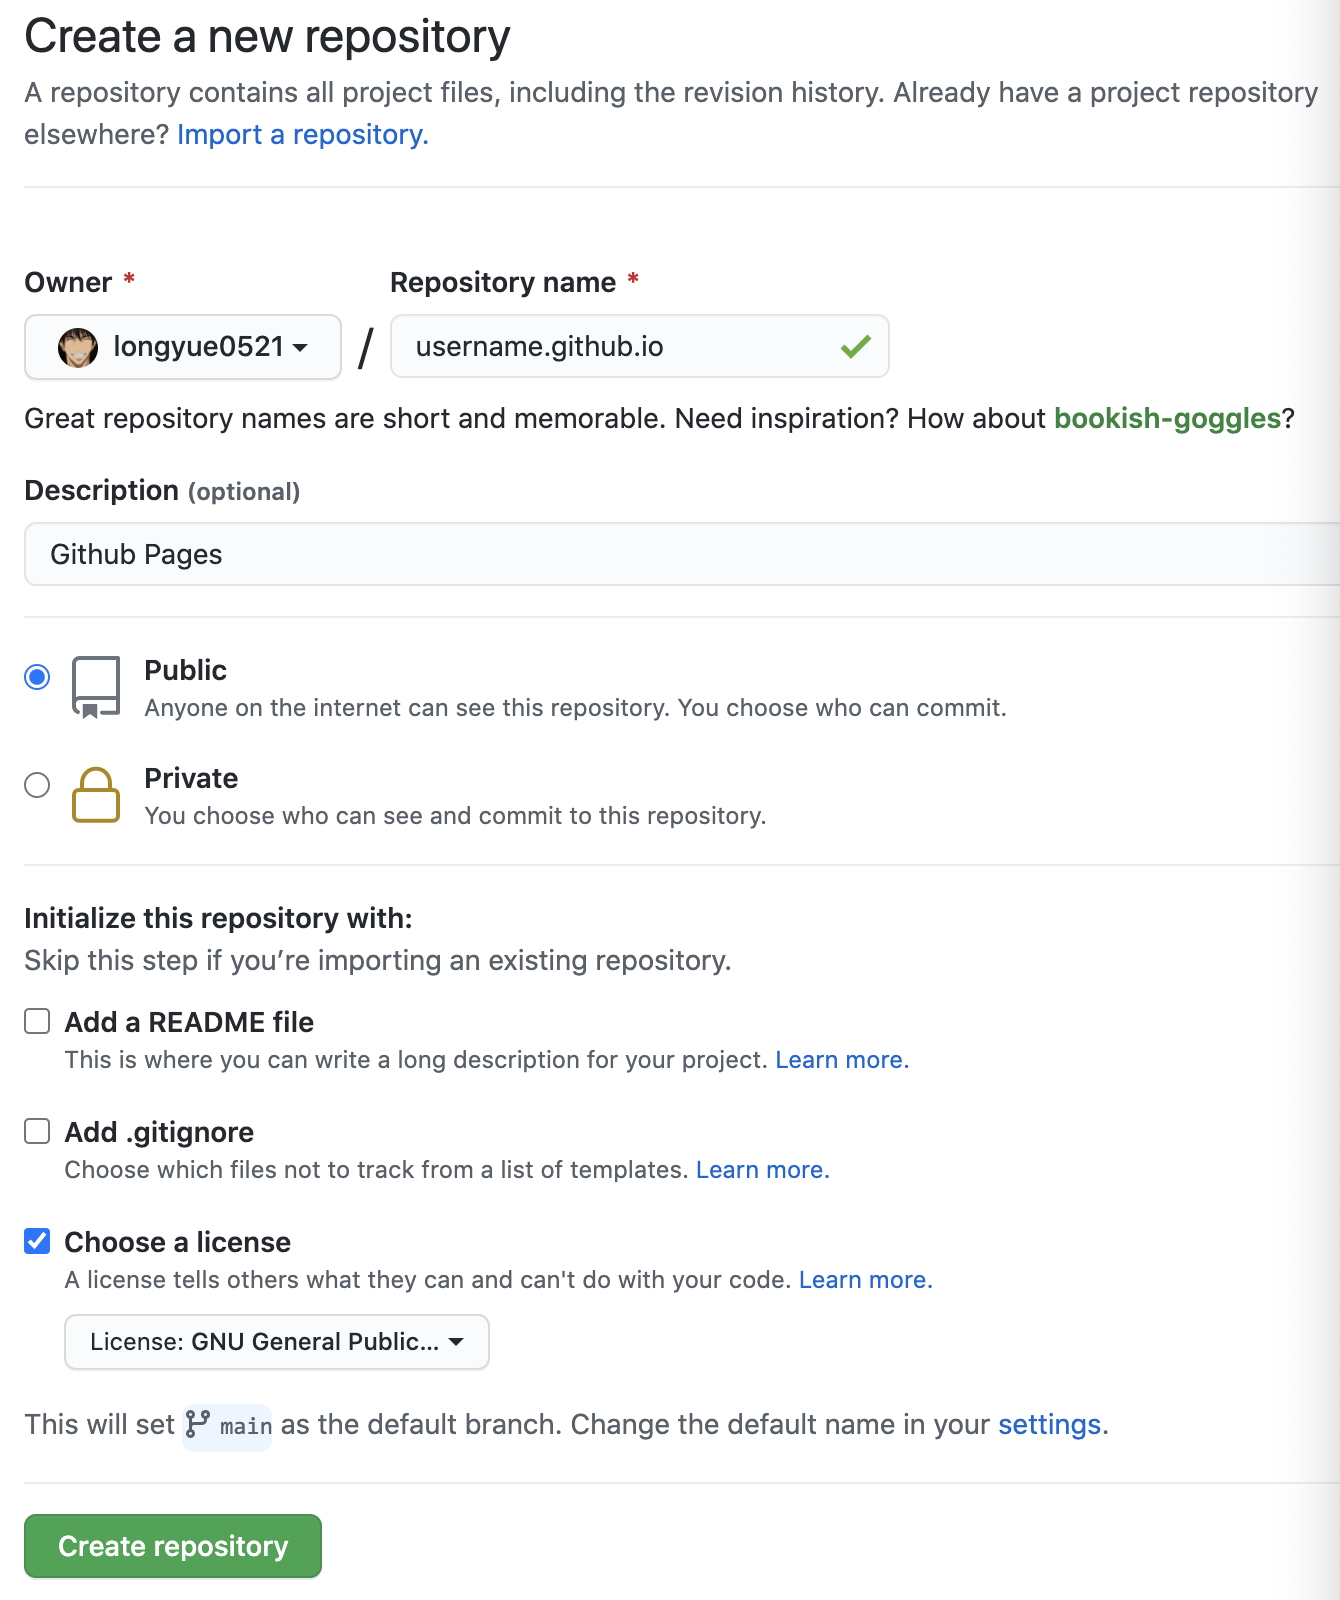 Create a new repository
A repository contains all project files, including the revision history. Already have a project repository
elsewhere? Import a repository.
Owner * Repository name *
longyue0521 / username.github.io
Great repository names are short and memorable. Need inspiration? How about bookish-goggles?
Description (optional)
Github Pages
Public
Anyone on the internet can see this repository. You choose who can commit.
Private
You choose who can see and commit to this repository.
Initialize this repository with:
Skip this step if you’re importing an existing repository.
Add a README file
This is where you can write a long description for your project. Learn more.
Add .gitignore
Choose which files not to track from a list of templates. Learn more.
Choose a license
A license tells others what they can and can't do with your code. Learn more.
License: GNU General Public...
This will set main as the default branch. Change the default name in your settings.
Create repository